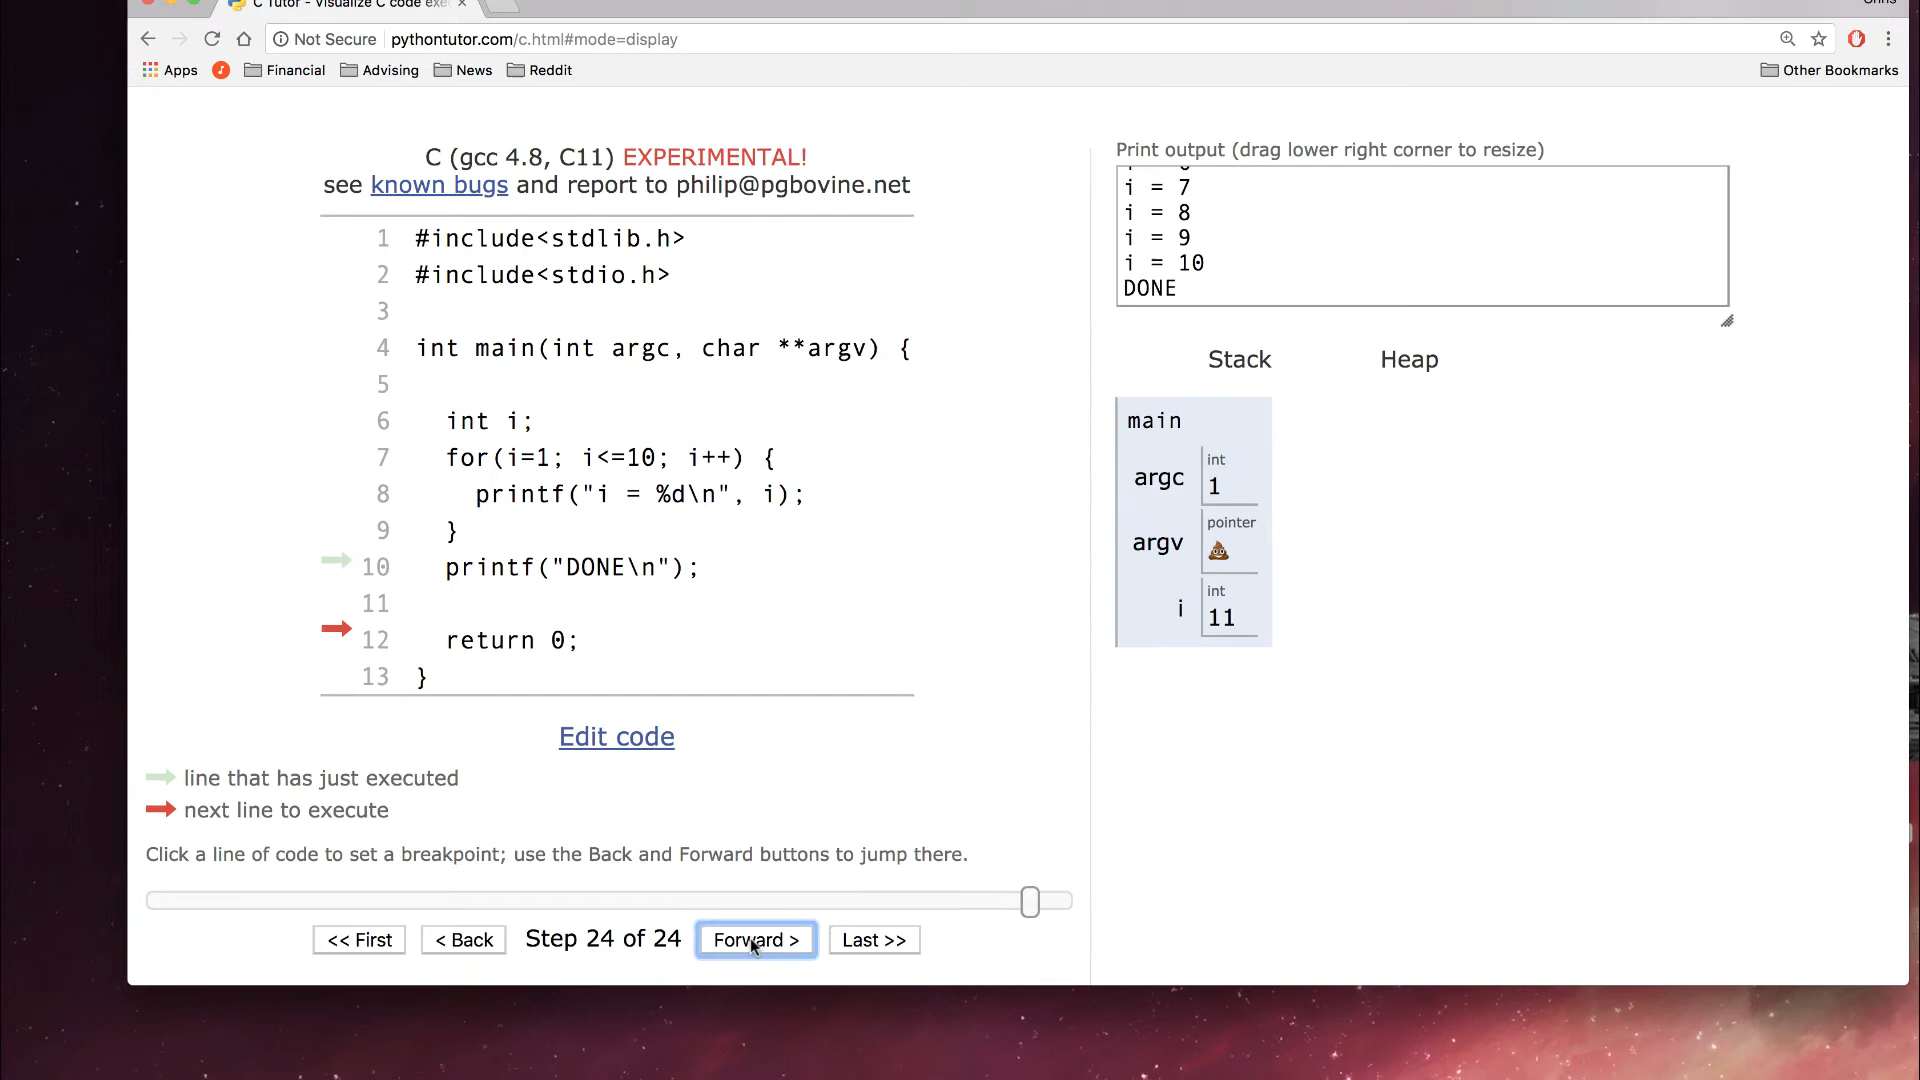 C Tutor - Visualize C code exe
Chris
Not Secure pythontutor.com/c.html#mode=display
Apps Financial Advising News Reddit Other Bookmarks
C (gcc 4.8, C11) EXPERIMENTAL!
see known bugs and report to philip@pgbovine.net
1 #include<stdlib.h>
2 #include<stdio.h>
3
4 int main(int argc, char **argv) {
5
6 int i;
7 for(i=1; i<=10; i++) {
8 printf("i = %d\n", i);
9 }
10 printf("DONE\n");
11
12 return 0;
13 }
Edit code
line that has just executed
next line to execute
Click a line of code to set a breakpoint; use the Back and Forward buttons to jump there.
<< First < Back Step 24 of 24 Forward > Last >>
Print output (drag lower right corner to resize)
i = 7
i = 8
i = 9
i = 10
DONE
Stack Heap
main
int
argc 1
pointer
argv 💩
int
i 11